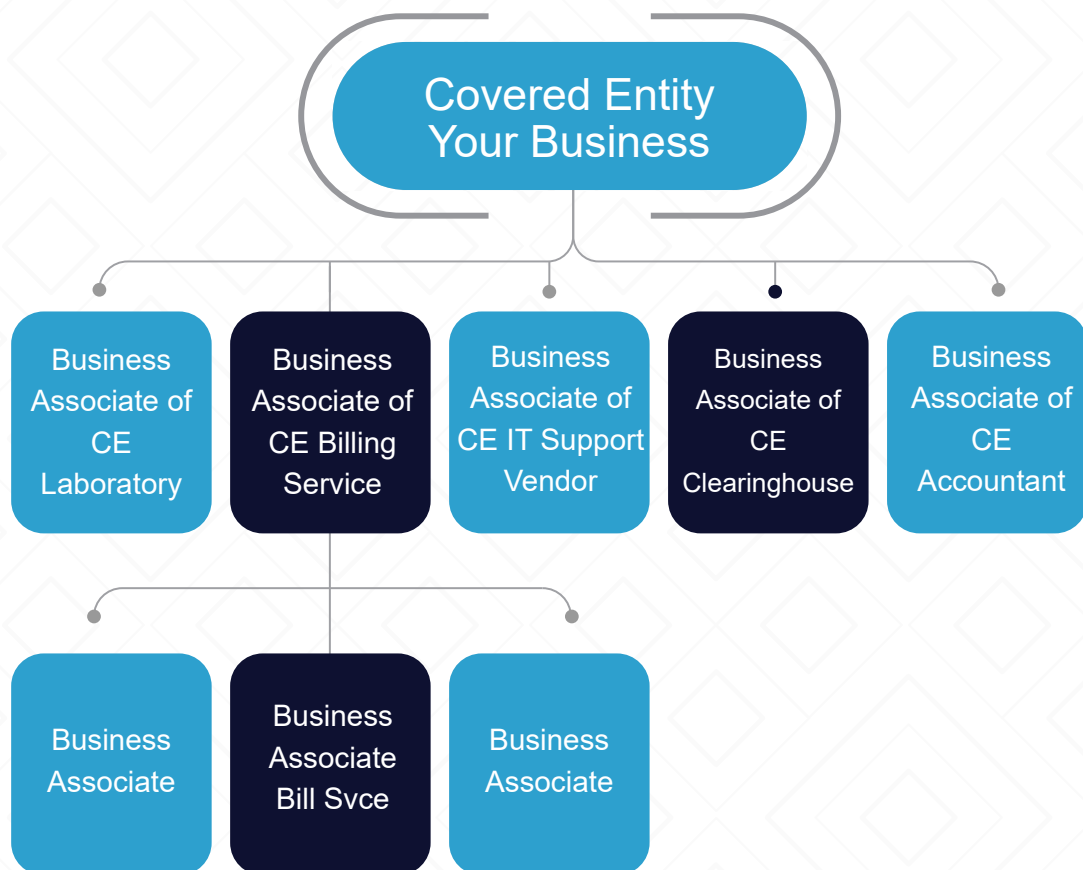 Covered Entity
Your Business
Business
Associate of
CE
Laboratory
Business
Associate of
CE Billing
Service
Business
Associate of
CE IT Support
Vendor
Business
Associate of
CE
Clearinghouse
Business
Associate of
CE
Accountant
Business
Associate
Business
Associate
Bill Svce
Business
Associate